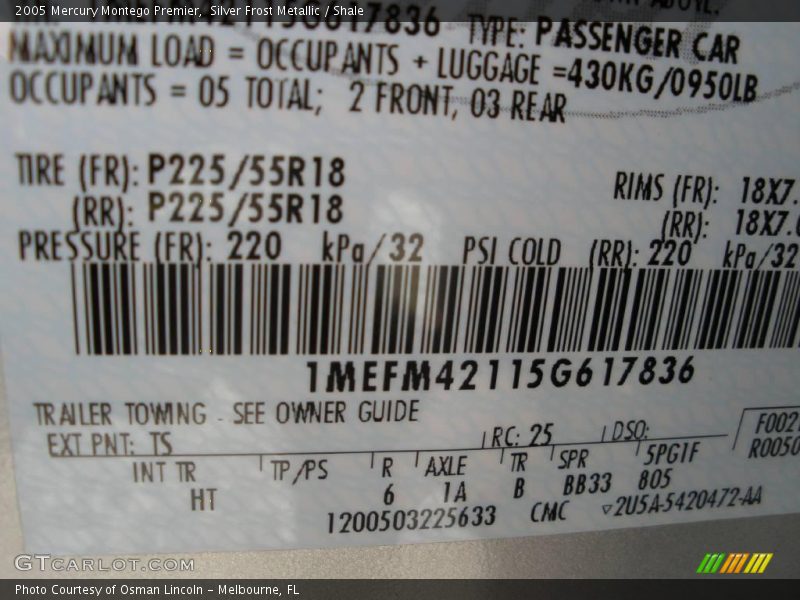 2005 Mercury Montego Premier, Silver Frost Metallic / Shale
42115G617836 TYPE: PASSENGER CAR
MAXIMUM LOAD = OCCUPANTS + LUGGAGE =430KG/0950LB
OCCUPANTS = 05 TOTAL; 2 FRONT, 03 REAR
TIRE (FR): P225/55R18 RIMS (FR): 18X7.
(RR): P225/55R18 (RR): 18X7.0
PRESSURE (FR): 220 kPa/32 PSI COLD (RR): 220 kPa/32
1MEFM42115G617836
TRAILER TOWING - SEE OWNER GUIDE
EXT PNT: TS RC: 25 DSO: F002
INT TR TP/PS R AXLE TR SPR 5PG1F R0050
HT 6 1A B BB33 805
1200503225633 CMC ▿2U5A-5420472-AA
GTCARLOT.COM
Photo Courtesy of Osman Lincoln - Melbourne, FL